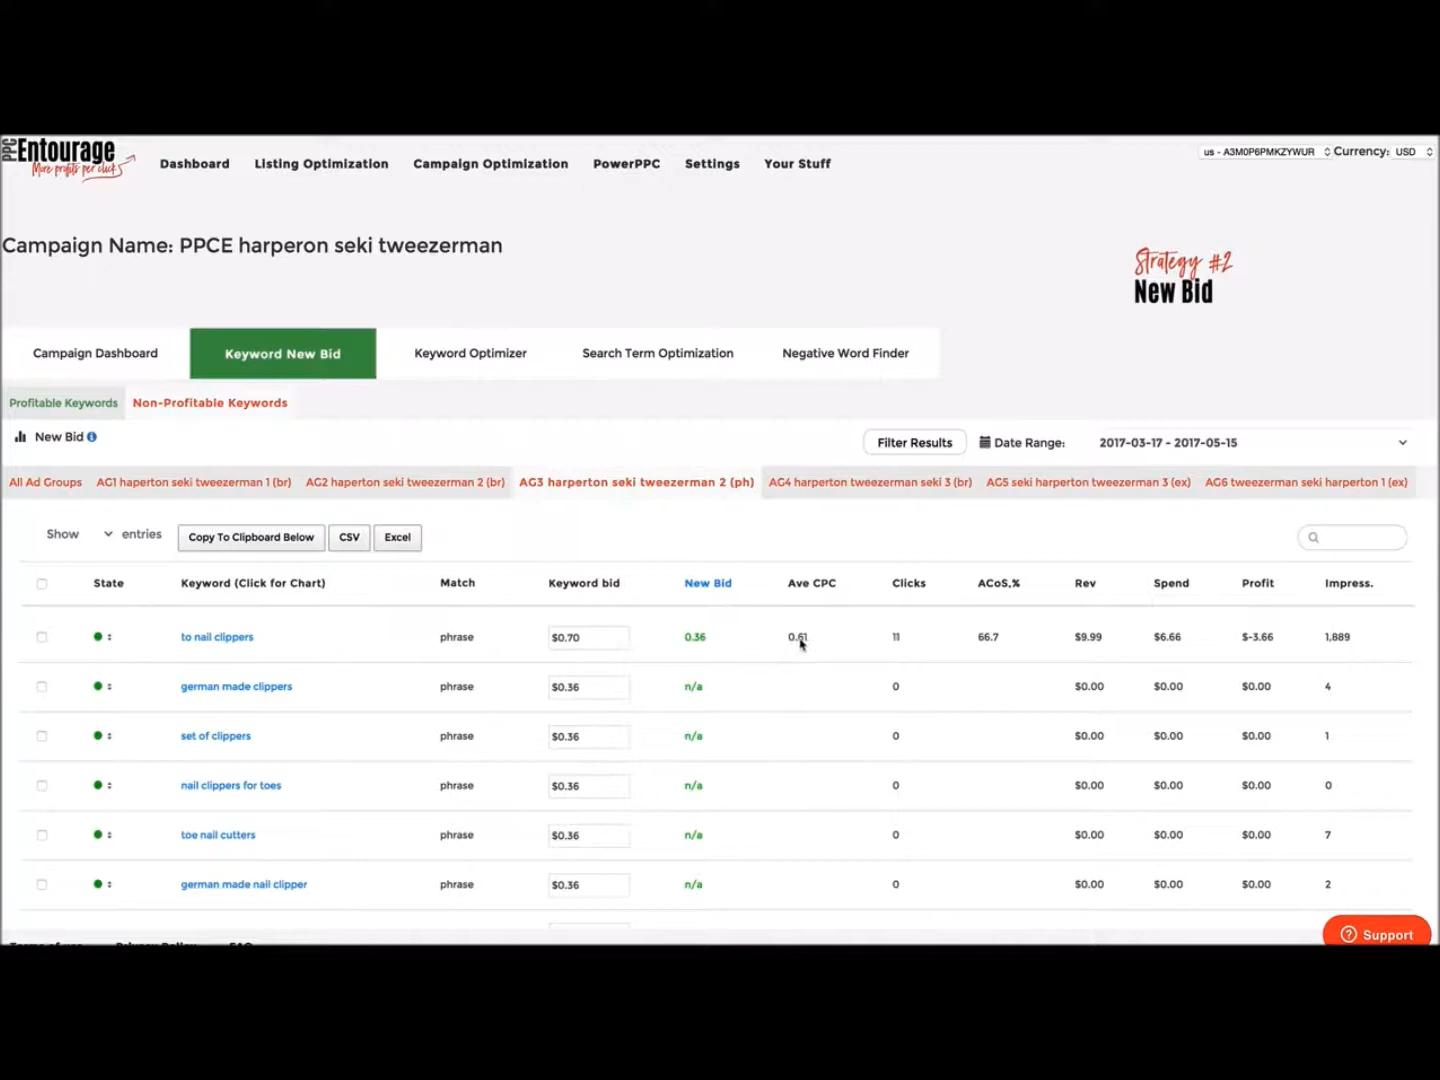 PPC Entourage
More profits per click
Dashboard Listing Optimization Campaign Optimization PowerPPC Settings Your Stuff
us - A3M0P6PMKZYWUR Currency: USD
Campaign Name: PPCE harperon seki tweezerman
Strategy #2
New Bid
Campaign Dashboard Keyword New Bid Keyword Optimizer Search Term Optimization Negative Word Finder
Profitable Keywords Non-Profitable Keywords
New Bid Filter Results Date Range: 2017-03-17 - 2017-05-15
All Ad Groups AG1 haperton seki tweezerman 1 (br) AG2 haperton seki tweezerman 2 (br) AG3 harperton seki tweezerman 2 (ph) AG4 harperton tweezerman seki 3 (br) AG5 seki harperton tweezerman 3 (ex) AG6 tweezerman seki harperton 1 (ex)
Show entries Copy To Clipboard Below CSV Excel
State Keyword (Click for Chart) Match Keyword bid New Bid Ave CPC Clicks ACoS,% Rev Spend Profit Impress.
to nail clippers phrase $0.70 0.36 0.61 11 66.7 $9.99 $6.66 $-3.66 1,889
german made clippers phrase $0.36 n/a 0 $0.00 $0.00 $0.00 4
set of clippers phrase $0.36 n/a 0 $0.00 $0.00 $0.00 1
nail clippers for toes phrase $0.36 n/a 0 $0.00 $0.00 $0.00 0
toe nail cutters phrase $0.36 n/a 0 $0.00 $0.00 $0.00 7
german made nail clipper phrase $0.36 n/a 0 $0.00 $0.00 $0.00 2
Terms of use Privacy Policy FAQ
Support